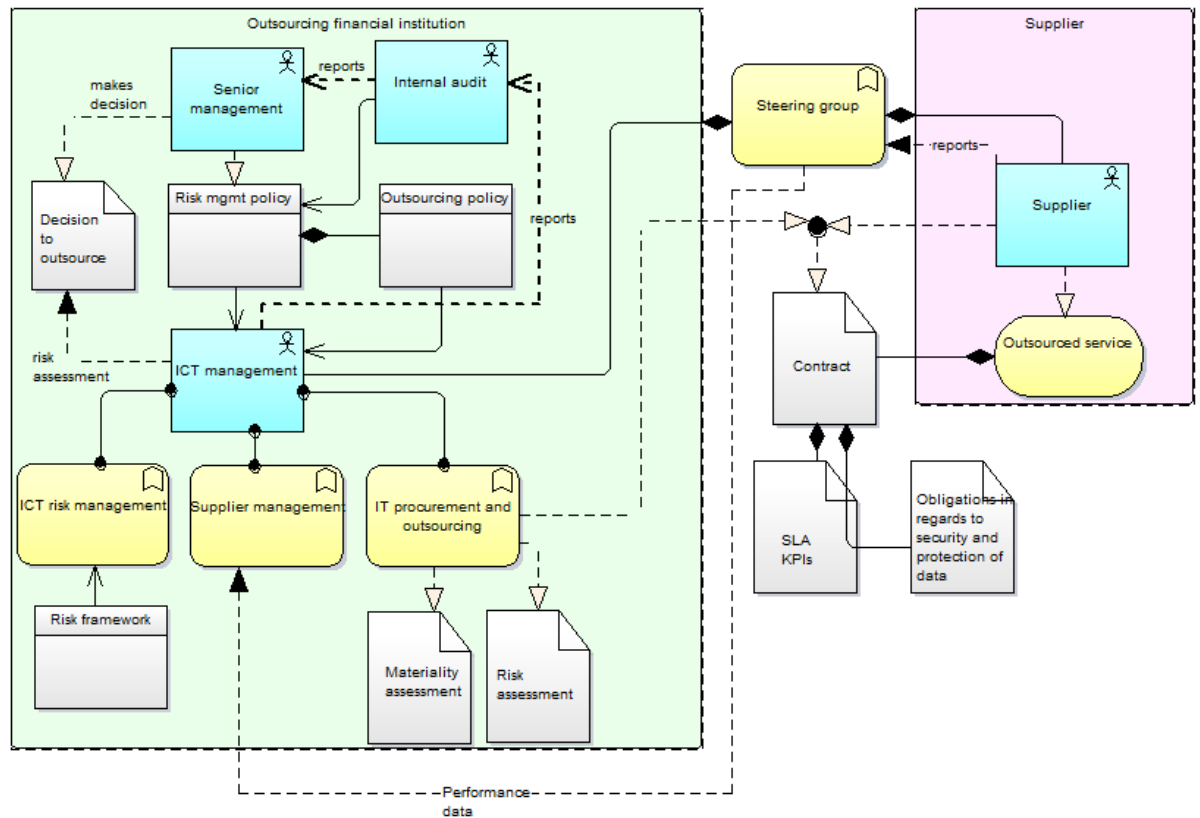 Outsourcing financial institution
Supplier
makes
decision
Senior
management
reports
Internal audit
Steering group
reports
Supplier
Risk mgmt policy
Outsourcing policy
Decision
to
outsource
reports
risk
assessment
ICT management
Contract
Outsourced service
ICT risk management
Supplier management
IT procurement and
outsourcing
SLA
KPIs
Obligations in
regards to
security and
protection of
data
Risk framework
Materiality
assessment
Risk
assessment
Performance
data